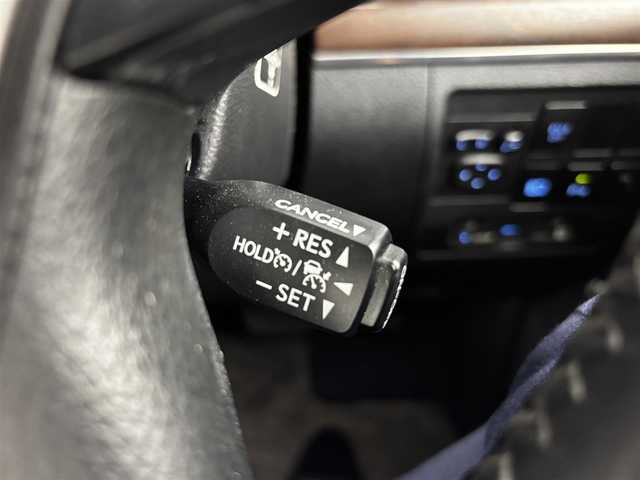 CANCEL▼
+ RES ▲
HOLD / ◄
− SET ▼